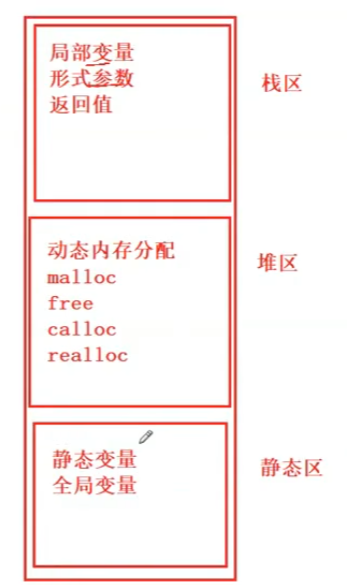 局部变量
形式参数
返回值
栈区
动态内存分配
malloc
free
calloc
realloc
堆区
静态变量
全局变量
静态区